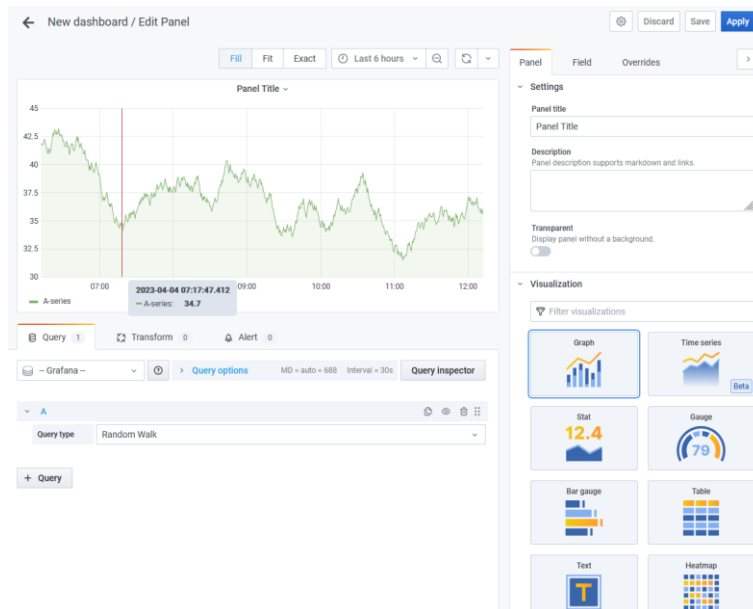 New dashboard / Edit Panel
Discard Save Apply
Fill Fit Exact Last 6 hours
Panel Field Overrides
Panel Title
Settings
Panel title
Panel Title
Description
Panel description supports markdown and links.
Transparent
Display panel without a background.
45
42.5
40
37.5
35
32.5
30
07:00 09:00 10:00 11:00 12:00
2023-04-04 07:17:47.412
A-series: 34.7
A-series
Visualization
Filter visualizations
Query 1 Transform 0 Alert 0
-- Grafana -- Query options MD = auto = 688 Interval = 30s Query inspector
A
Query type Random Walk
+ Query
Graph Time series
Beta
Stat Gauge
12.4 79
Bar gauge Table
Text Heatmap
T